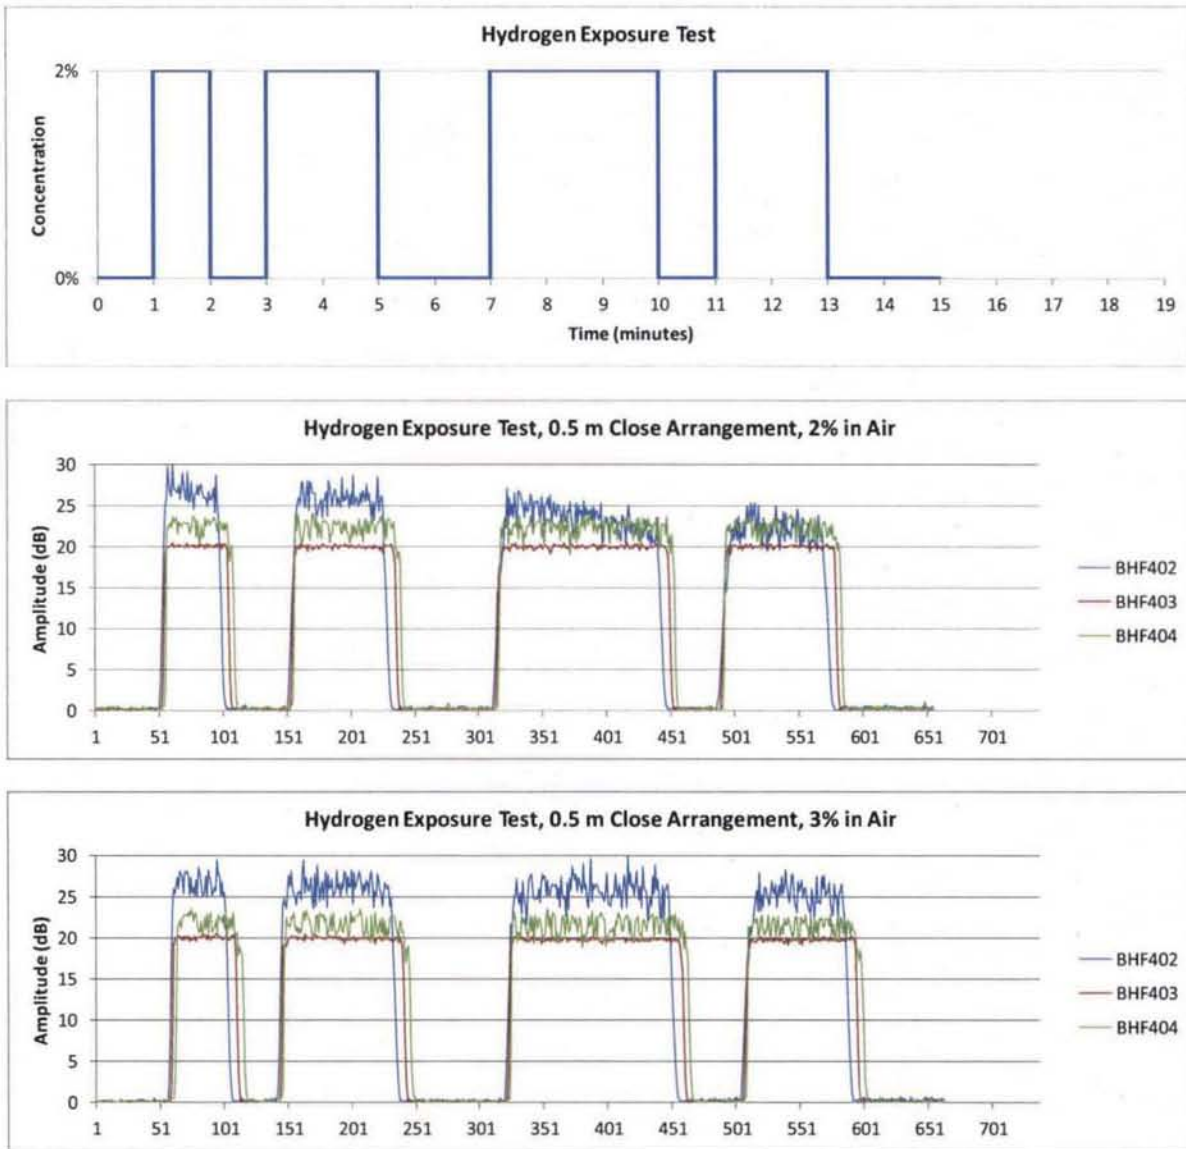 Hydrogen Exposure Test
2%
Concentration
0%
0 1 2 3 4 5 6 7 8 9 10 11 12 13 14 15 16 17 18 19
Time (minutes)
Hydrogen Exposure Test, 0.5 m Close Arrangement, 2% in Air
30
25
20
15
10
5
0
Amplitude (dB)
1 51 101 151 201 251 301 351 401 451 501 551 601 651 701
BHF402
BHF403
BHF404
Hydrogen Exposure Test, 0.5 m Close Arrangement, 3% in Air
30
25
20
15
10
5
0
Amplitude (dB)
1 51 101 151 201 251 301 351 401 451 501 551 601 651 701
BHF402
BHF403
BHF404